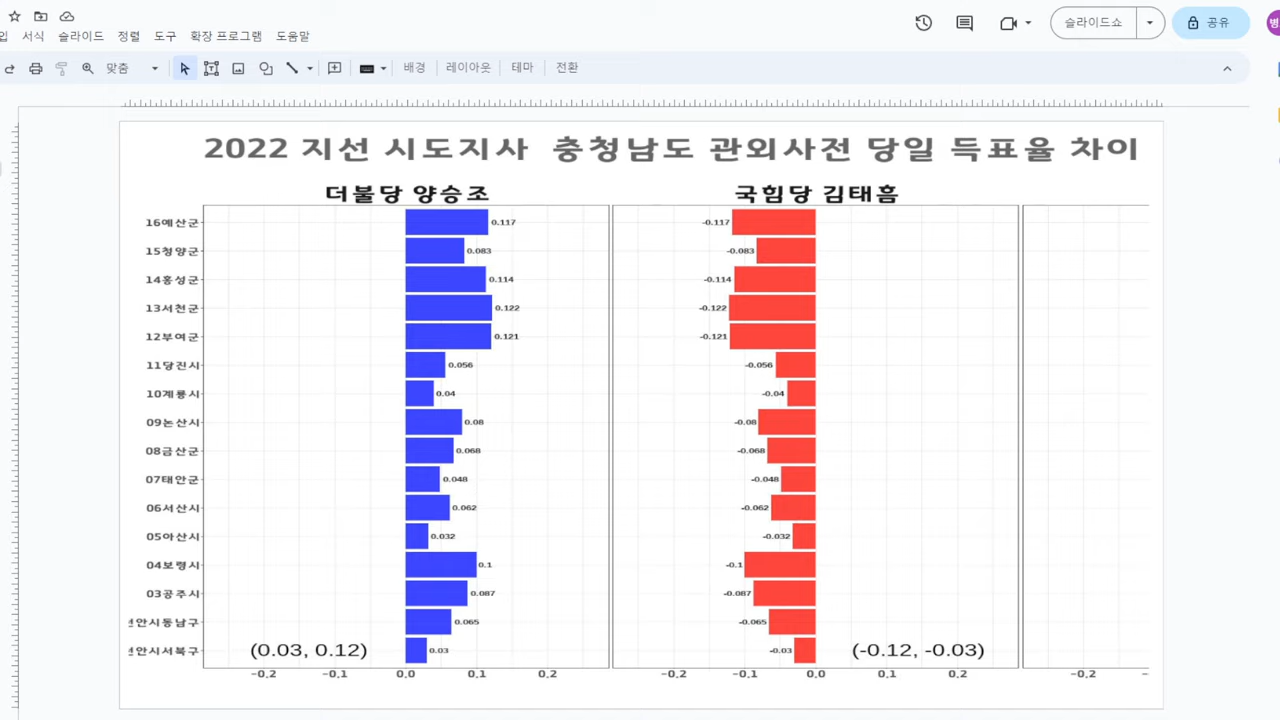 입 서식 슬라이드 정렬 도구 확장 프로그램 도움말
슬라이드쇼
공유
병
맞춤
배경 레이아웃 테마 전환
2022 지선 시도지사 충청남도 관외사전 당일 득표율 차이
더불당 양승조 국힘당 김태흠
16예산군 0.117 -0.117
15청양군 0.083 -0.083
14홍성군 0.114 -0.114
13서천군 0.122 -0.122
12부여군 0.121 -0.121
11당진시 0.056 -0.056
10계룡시 0.04 -0.04
09논산시 0.08 -0.08
08금산군 0.068 -0.068
07태안군 0.048 -0.048
06서산시 0.062 -0.062
05아산시 0.032 -0.032
04보령시 0.1 -0.1
03공주시 0.087 -0.087
안시동남구 0.065 -0.065
안시서북구 (0.03, 0.12) 0.03 -0.03 (-0.12, -0.03)
-0.2 -0.1 0.0 0.1 0.2 -0.2 -0.1 0.0 0.1 0.2 -0.2